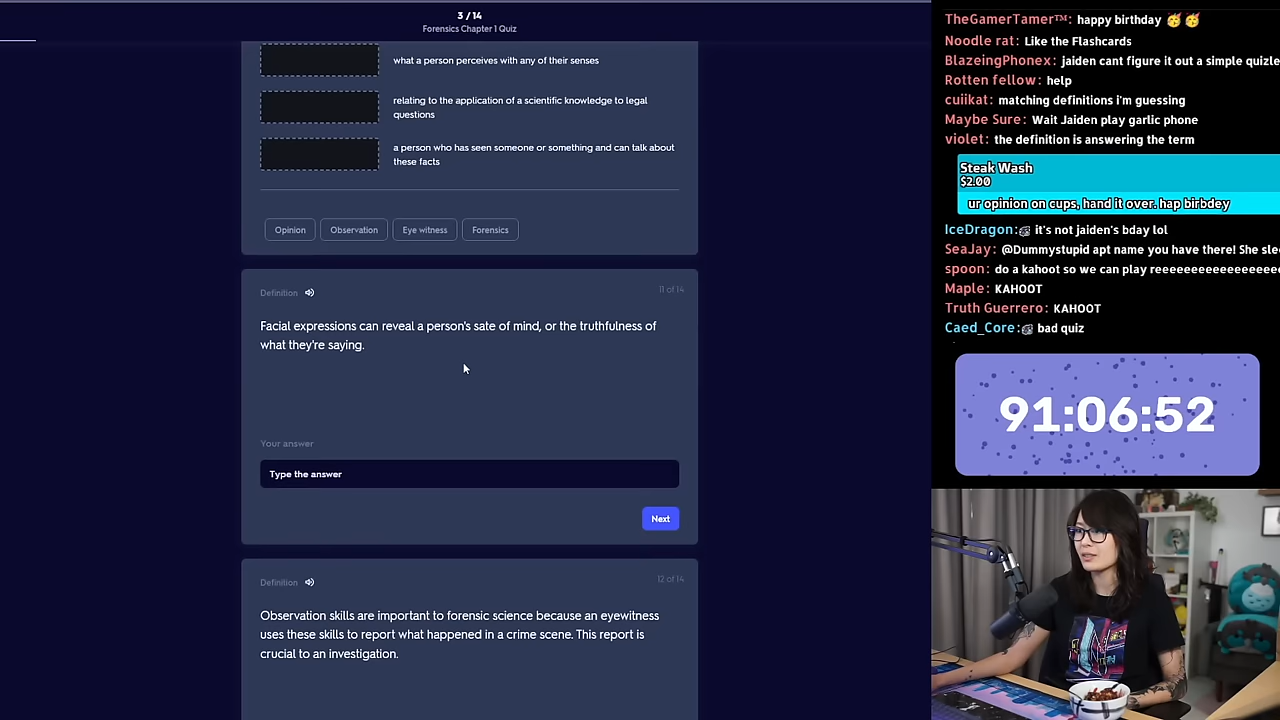 3 / 14
Forensics Chapter 1 Quiz
what a person perceives with any of their senses
relating to the application of a scientific knowledge to legal
questions
a person who has seen someone or something and can talk about
these facts
Opinion
Observation
Eye witness
Forensics
Definition
11 of 14
Facial expressions can reveal a person's sate of mind, or the truthfulness of
what they're saying.
Your answer
Type the answer
Next
Definition
12 of 14
Observation skills are important to forensic science because an eyewitness
uses these skills to report what happened in a crime scene. This report is
crucial to an investigation.
TheGamerTamer™: happy birthday 🥳 🥳
Noodle rat: Like the Flashcards
BlazeingPhonex: jaiden cant figure it out a simple quizle
Rotten fellow: help
cuiikat: matching definitions i'm guessing
Maybe Sure: Wait Jaiden play garlic phone
violet: the definition is answering the term
Steak Wash
$2.00
ur opinion on cups, hand it over. hap birbdey
IceDragon: it's not jaiden's bday lol
SeaJay: @Dummystupid apt name you have there! She slee
spoon: do a kahoot so we can play reeeeeeeeeeeeeeeeee
Maple: KAHOOT
Truth Guerrero: KAHOOT
Caed_Core: bad quiz
91:06:52